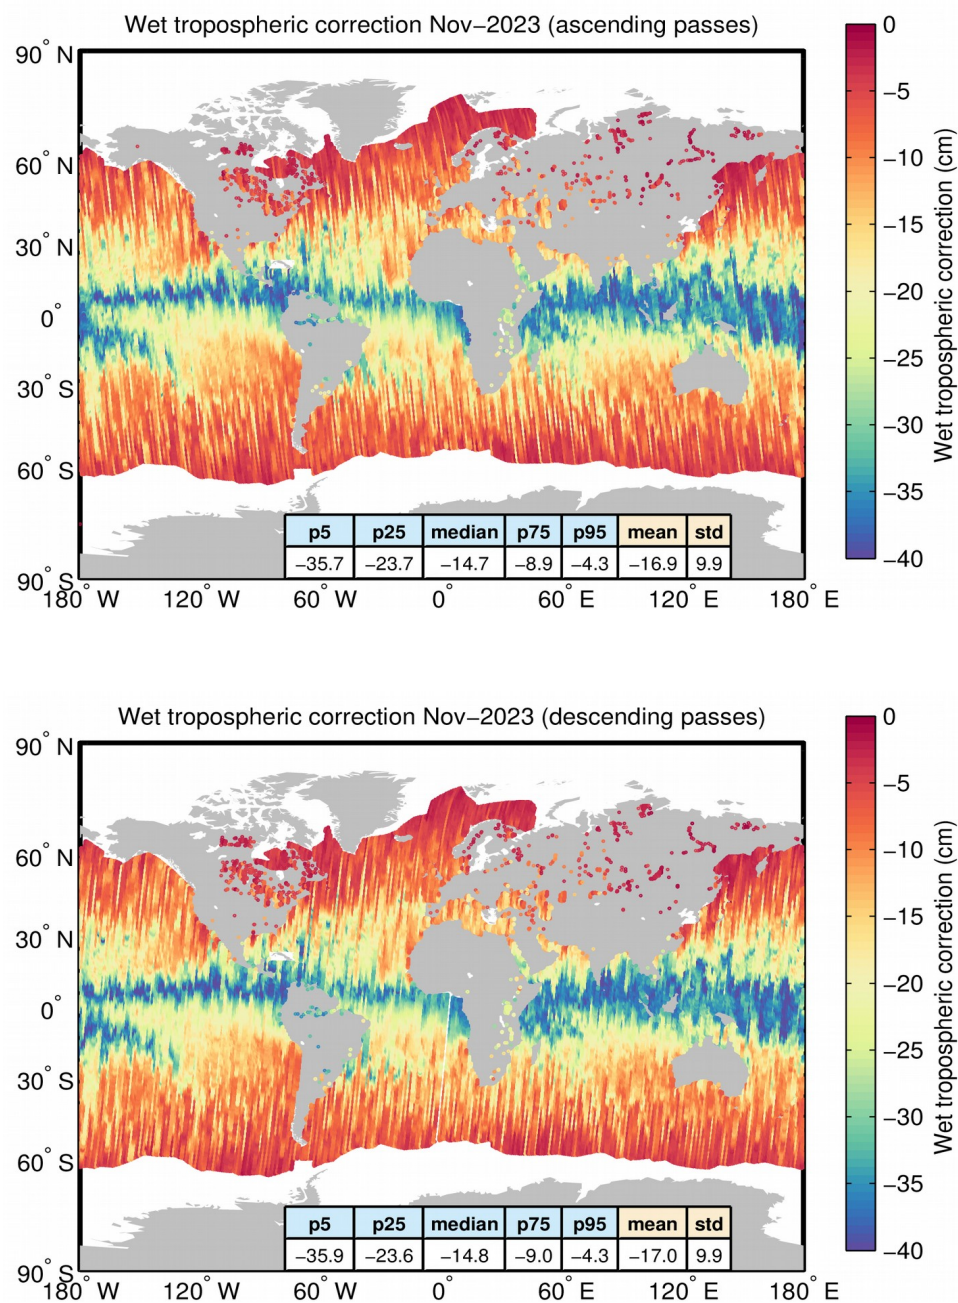 Wet tropospheric correction Nov−2023 (ascending passes)
90° N
60° N
30° N
0°
30° S
60° S
90° S
180° W 120° W 60° W 0° 60° E 120° E 180° E
p5 p25 median p75 p95 mean std
−35.7 −23.7 −14.7 −8.9 −4.3 −16.9 9.9
0
−5
−10
−15
−20
−25
−30
−35
−40
Wet tropospheric correction (cm)
Wet tropospheric correction Nov−2023 (descending passes)
90° N
60° N
30° N
0°
30° S
60° S
90° S
180° W 120° W 60° W 0° 60° E 120° E 180° E
p5 p25 median p75 p95 mean std
−35.9 −23.6 −14.8 −9.0 −4.3 −17.0 9.9
0
−5
−10
−15
−20
−25
−30
−35
−40
Wet tropospheric correction (cm)